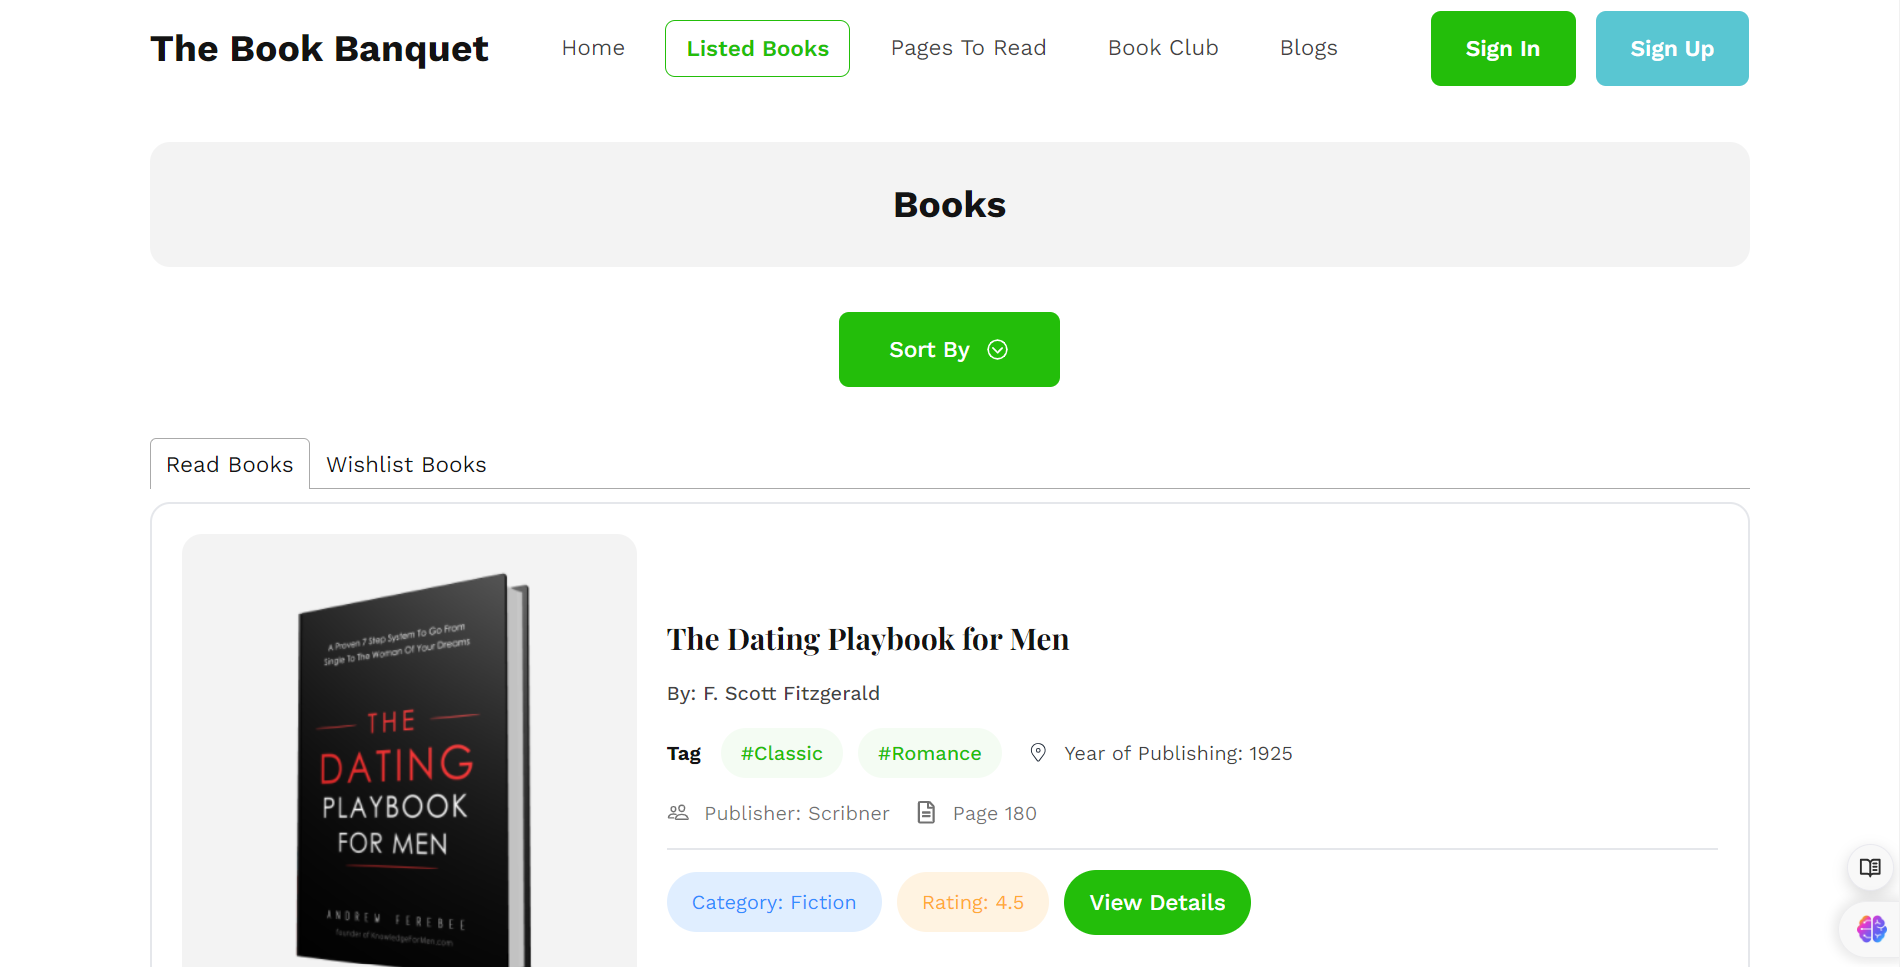 The Book Banquet
Home
Listed Books
Pages To Read
Book Club
Blogs
Sign In
Sign Up
Books
Sort By
Read Books
Wishlist Books
A Proven 7 Step System To Go From
Single To The Woman Of Your Dreams
THE
DATING
PLAYBOOK
FOR MEN
ANDREW FEREBEE
founder of KnowledgeForMen.com
The Dating Playbook for Men
By: F. Scott Fitzgerald
Tag #Classic #Romance Year of Publishing: 1925
Publisher: Scribner Page 180
Category: Fiction Rating: 4.5 View Details